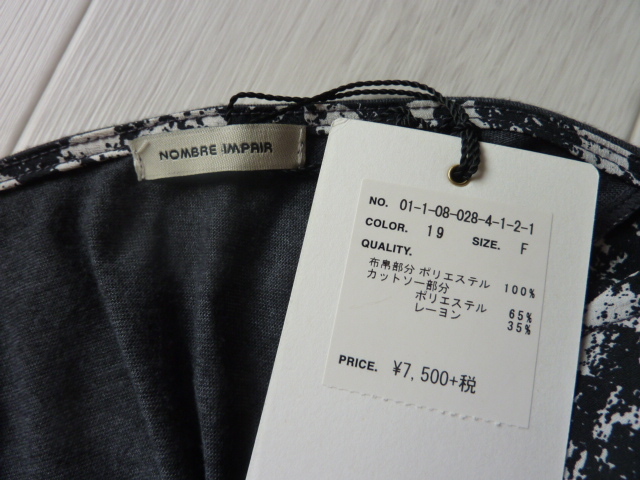 NOMBRE IMPAIR
NO. 01-1-08-028-4-1-2-1
COLOR. 19 SIZE. F
QUALITY.
布帛部分 ポリエステル 100%
カットソー部分
ポリエステル 65%
レーヨン 35%
PRICE. ¥7,500+税